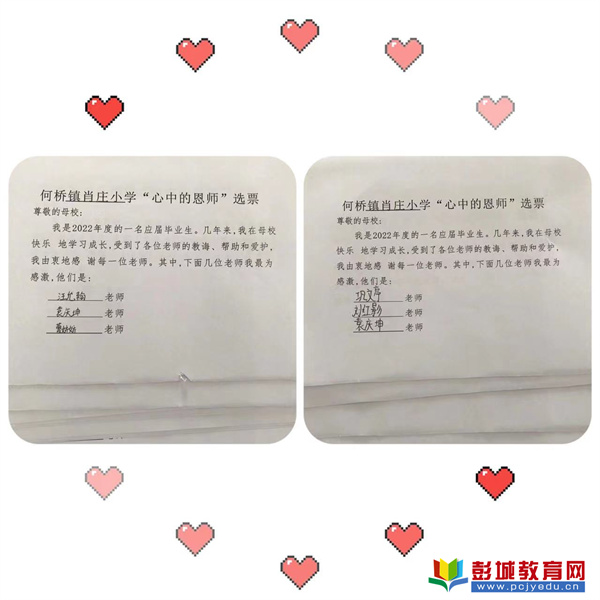 何桥镇肖庄小学“心中的恩师”选票
尊敬的母校:
我是2022年度的一名应届毕业生。几年来,我在母校
快乐 地学习成长,受到了各位老师的教诲、帮助和爱护,
我由衷地感 谢每一位老师。其中,下面几位老师我最为
感激,他们是:
老师
袁庆坤老师
老师
何桥镇肖庄小学“心中的恩师”选票
尊敬的母校:
我是2022年度的一名应届毕业生。几年来,我在母校
快乐 地学习成长,受到了各位老师的教诲、帮助和爱护,
我由衷地感 谢每一位老师。其中,下面几位老师我最为
感激,他们是:
老师
老师
袁庆坤老师
彭城教育网
www.pcjyedu.cn